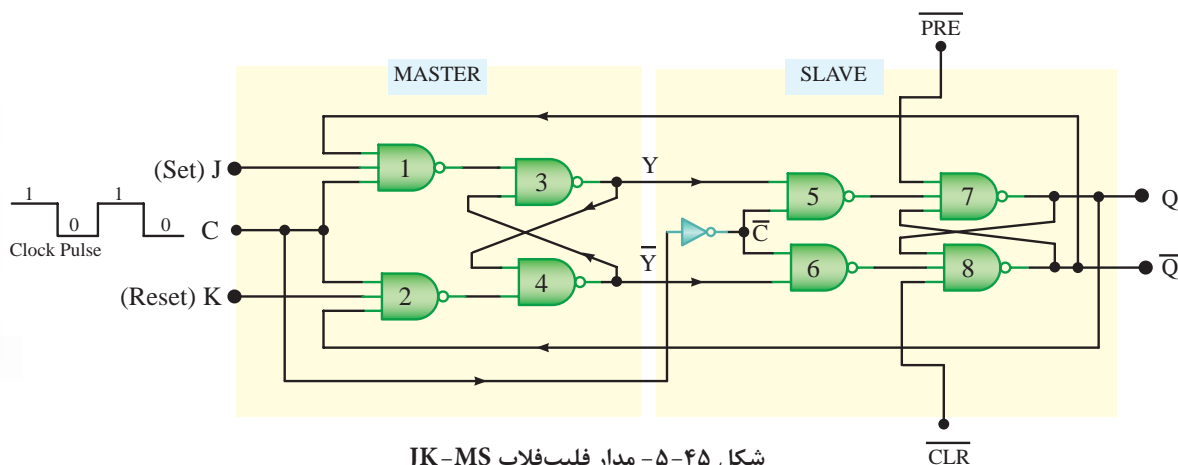 PRE
MASTER
SLAVE
(Set) J
1
3
Y
5
7
Q
1
0
1
0
Clock Pulse
C
C̅
Y̅
(Reset) K
2
4
6
8
Q̅
CLR
شکل ۴۵-۵- مدار فلیپ‌فلاپ JK-MS